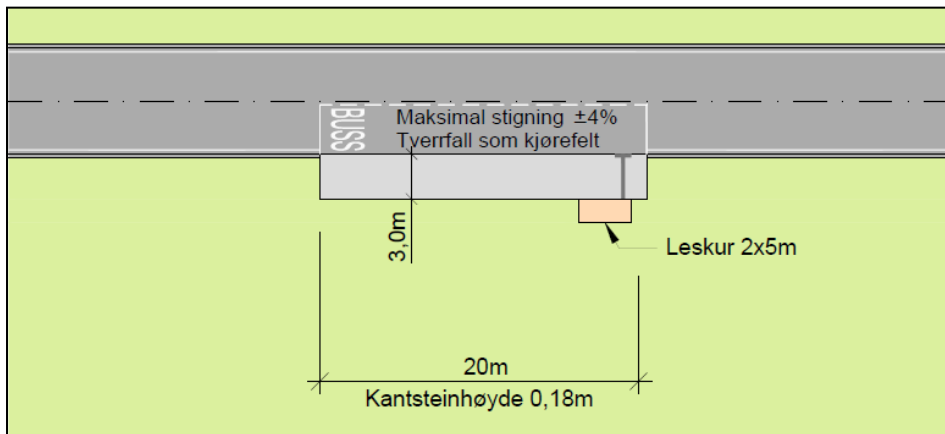 BUSS
Maksimal stigning ±4%
Tverrfall som kjørefelt
3,0m
Leskur 2x5m
20m
Kantsteinhøyde 0,18m